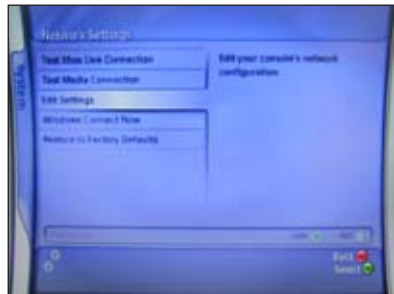 Network Settings
System
Test Xbox Live Connection
Test Media Connection
Edit Settings
Windows Connect Now
Restore to Factory Defaults
Edit your console's network
configuration.
Back
Select